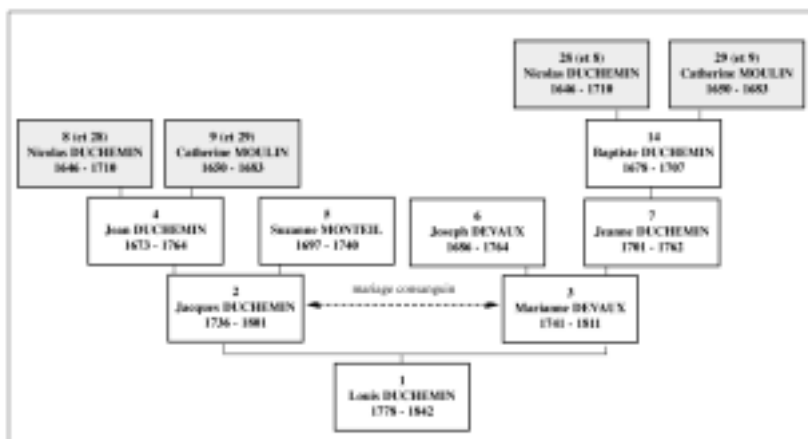 28 (et 8)
Nicolas DUCHEMIN
1646 - 1710
29 (et 9)
Catherine MOULIN
1650 - 1683
8 (et 28)
Nicolas DUCHEMIN
1646 - 1710
9 (et 29)
Catherine MOULIN
1650 - 1683
14
Baptiste DUCHEMIN
1678 - 1707
4
Jean DUCHEMIN
1673 - 1764
5
Suzanne MONTEIL
1697 - 1740
6
Joseph DEVAUX
1686 - 1764
7
Jeanne DUCHEMIN
1701 - 1762
2
Jacques DUCHEMIN
1736 - 1801
mariage consanguin
3
Marianne DEVAUX
1741 - 1811
1
Louis DUCHEMIN
1778 - 1842